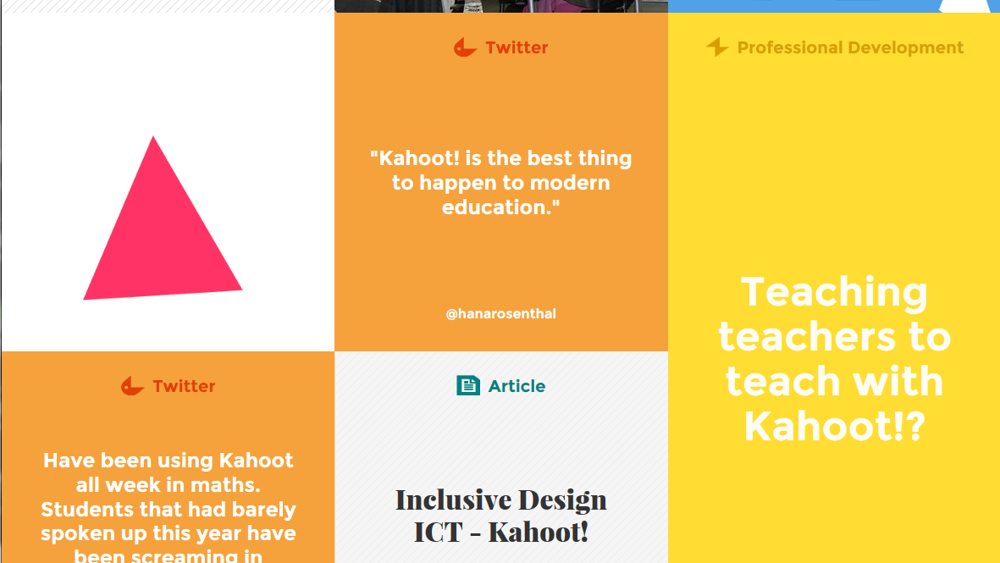 Twitter
"Kahoot! is the best thing
to happen to modern
education."
@hanarosenthal
Professional Development
Teaching
teachers to
teach with
Kahoot!?
Twitter
Have been using Kahoot
all week in maths.
Students that had barely
spoken up this year have
been screaming in
Article
Inclusive Design
ICT - Kahoot!